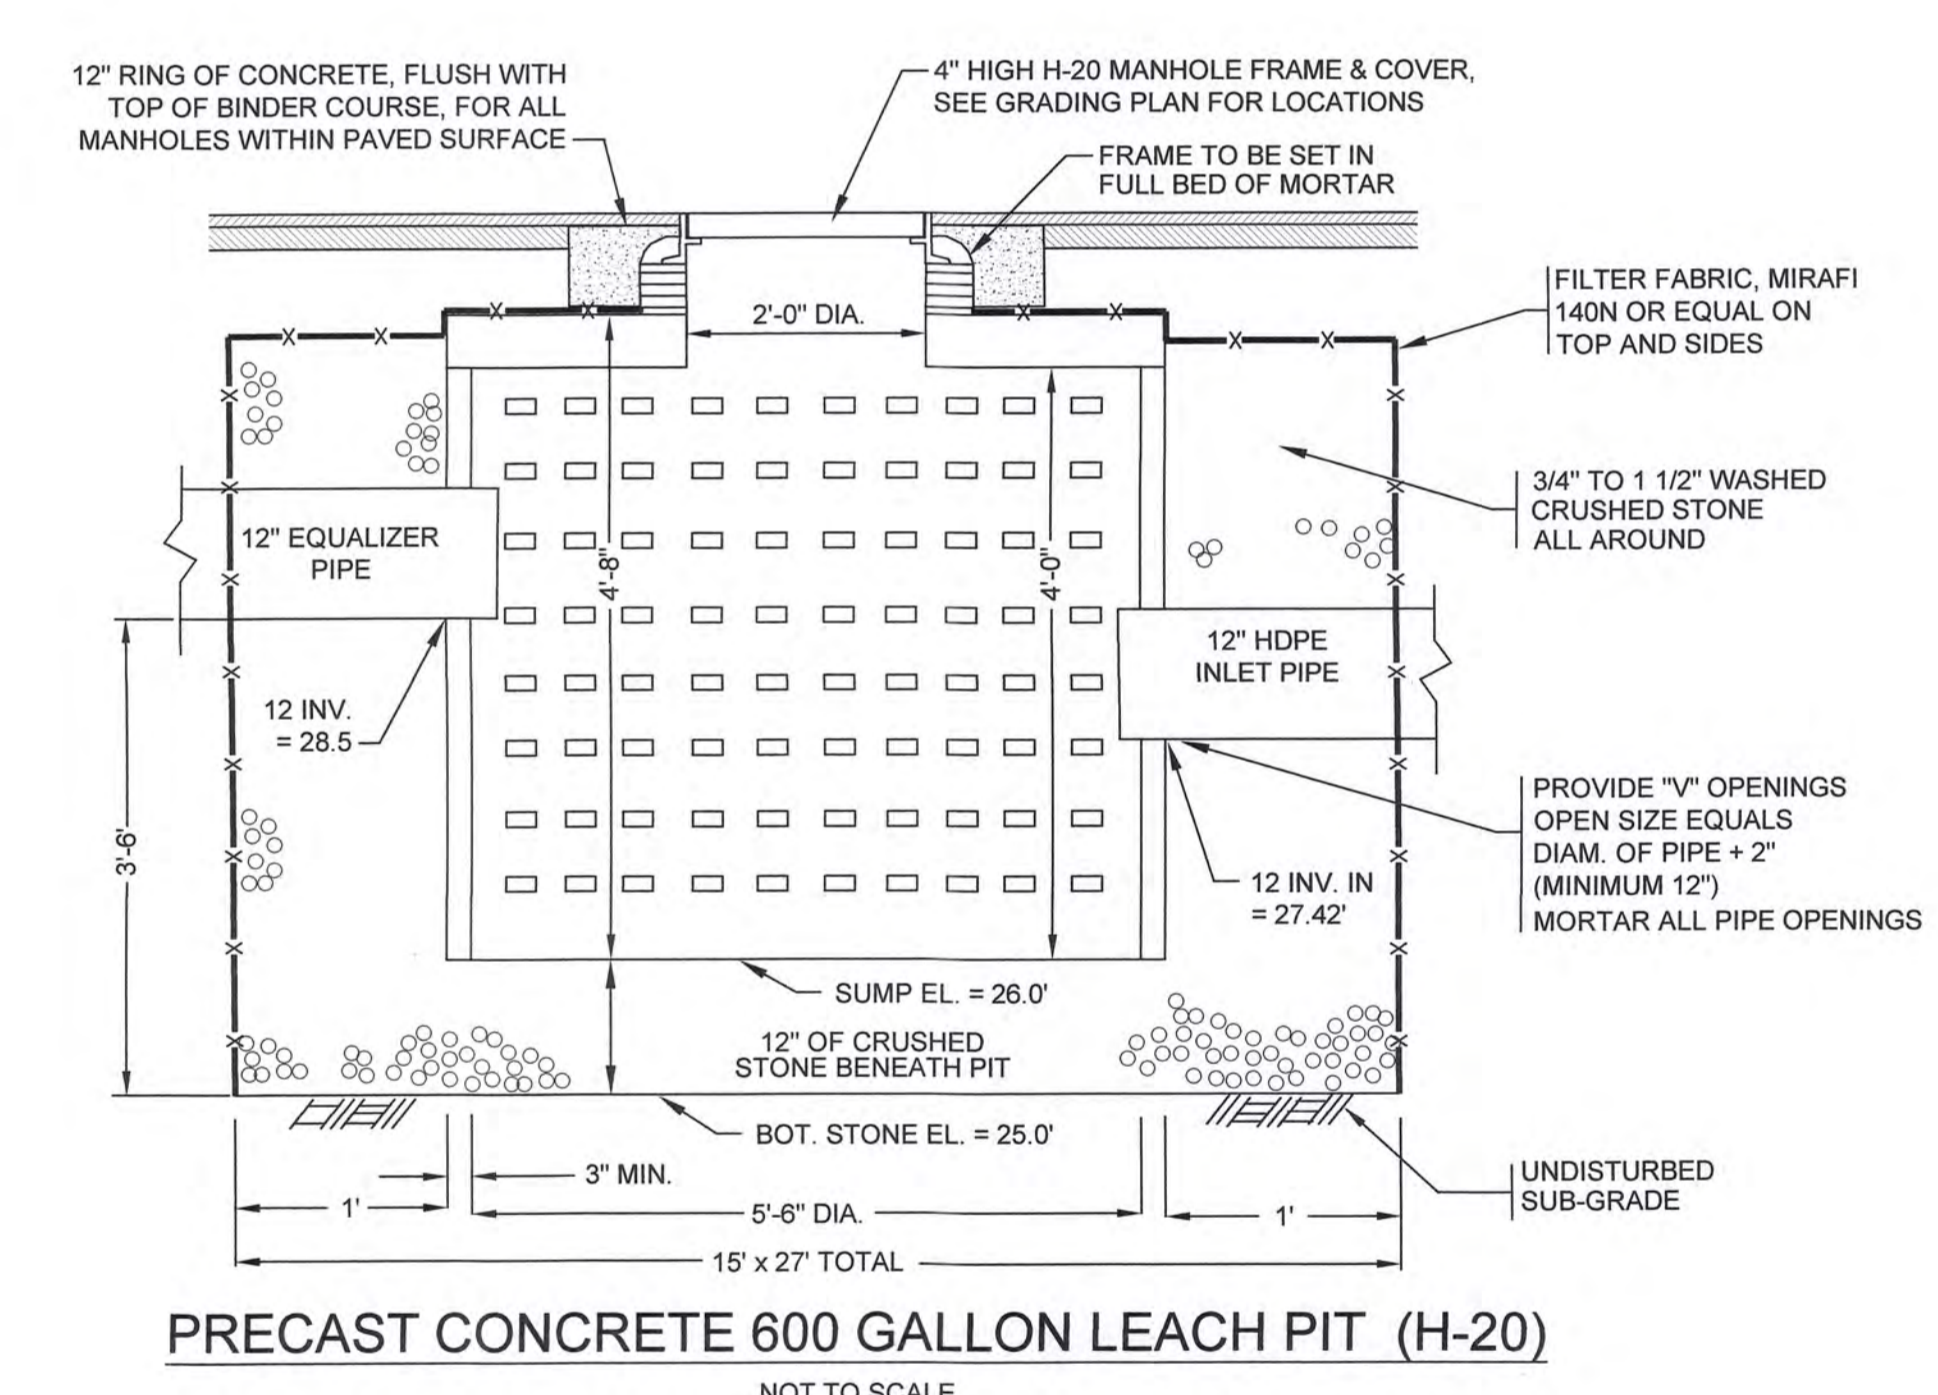 12" RING OF CONCRETE, FLUSH WITH
TOP OF BINDER COURSE, FOR ALL
MANHOLES WITHIN PAVED SURFACE
4" HIGH H-20 MANHOLE FRAME & COVER,
SEE GRADING PLAN FOR LOCATIONS
FRAME TO BE SET IN
FULL BED OF MORTAR
2'-0" DIA.
FILTER FABRIC, MIRAFI
140N OR EQUAL ON
TOP AND SIDES
3/4" TO 1 1/2" WASHED
CRUSHED STONE
ALL AROUND
12" EQUALIZER
PIPE
4'-8"
4'-0"
12" HDPE
INLET PIPE
12 INV.
= 28.5
3'-6'
PROVIDE "V" OPENINGS
OPEN SIZE EQUALS
DIAM. OF PIPE + 2"
(MINIMUM 12")
MORTAR ALL PIPE OPENINGS
12 INV. IN
= 27.42'
SUMP EL. = 26.0'
12" OF CRUSHED
STONE BENEATH PIT
BOT. STONE EL. = 25.0'
3" MIN.
UNDISTURBED
SUB-GRADE
1'
5'-6" DIA.
1'
15' x 27' TOTAL
PRECAST CONCRETE 600 GALLON LEACH PIT (H-20)
NOT TO SCALE